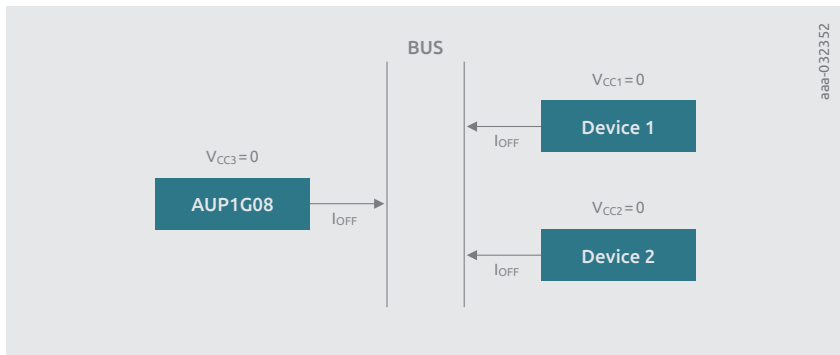 BUS
aaa-032352
VCC1 = 0
Device 1
IOFF
VCC3 = 0
AUP1G08
IOFF
VCC2 = 0
Device 2
IOFF